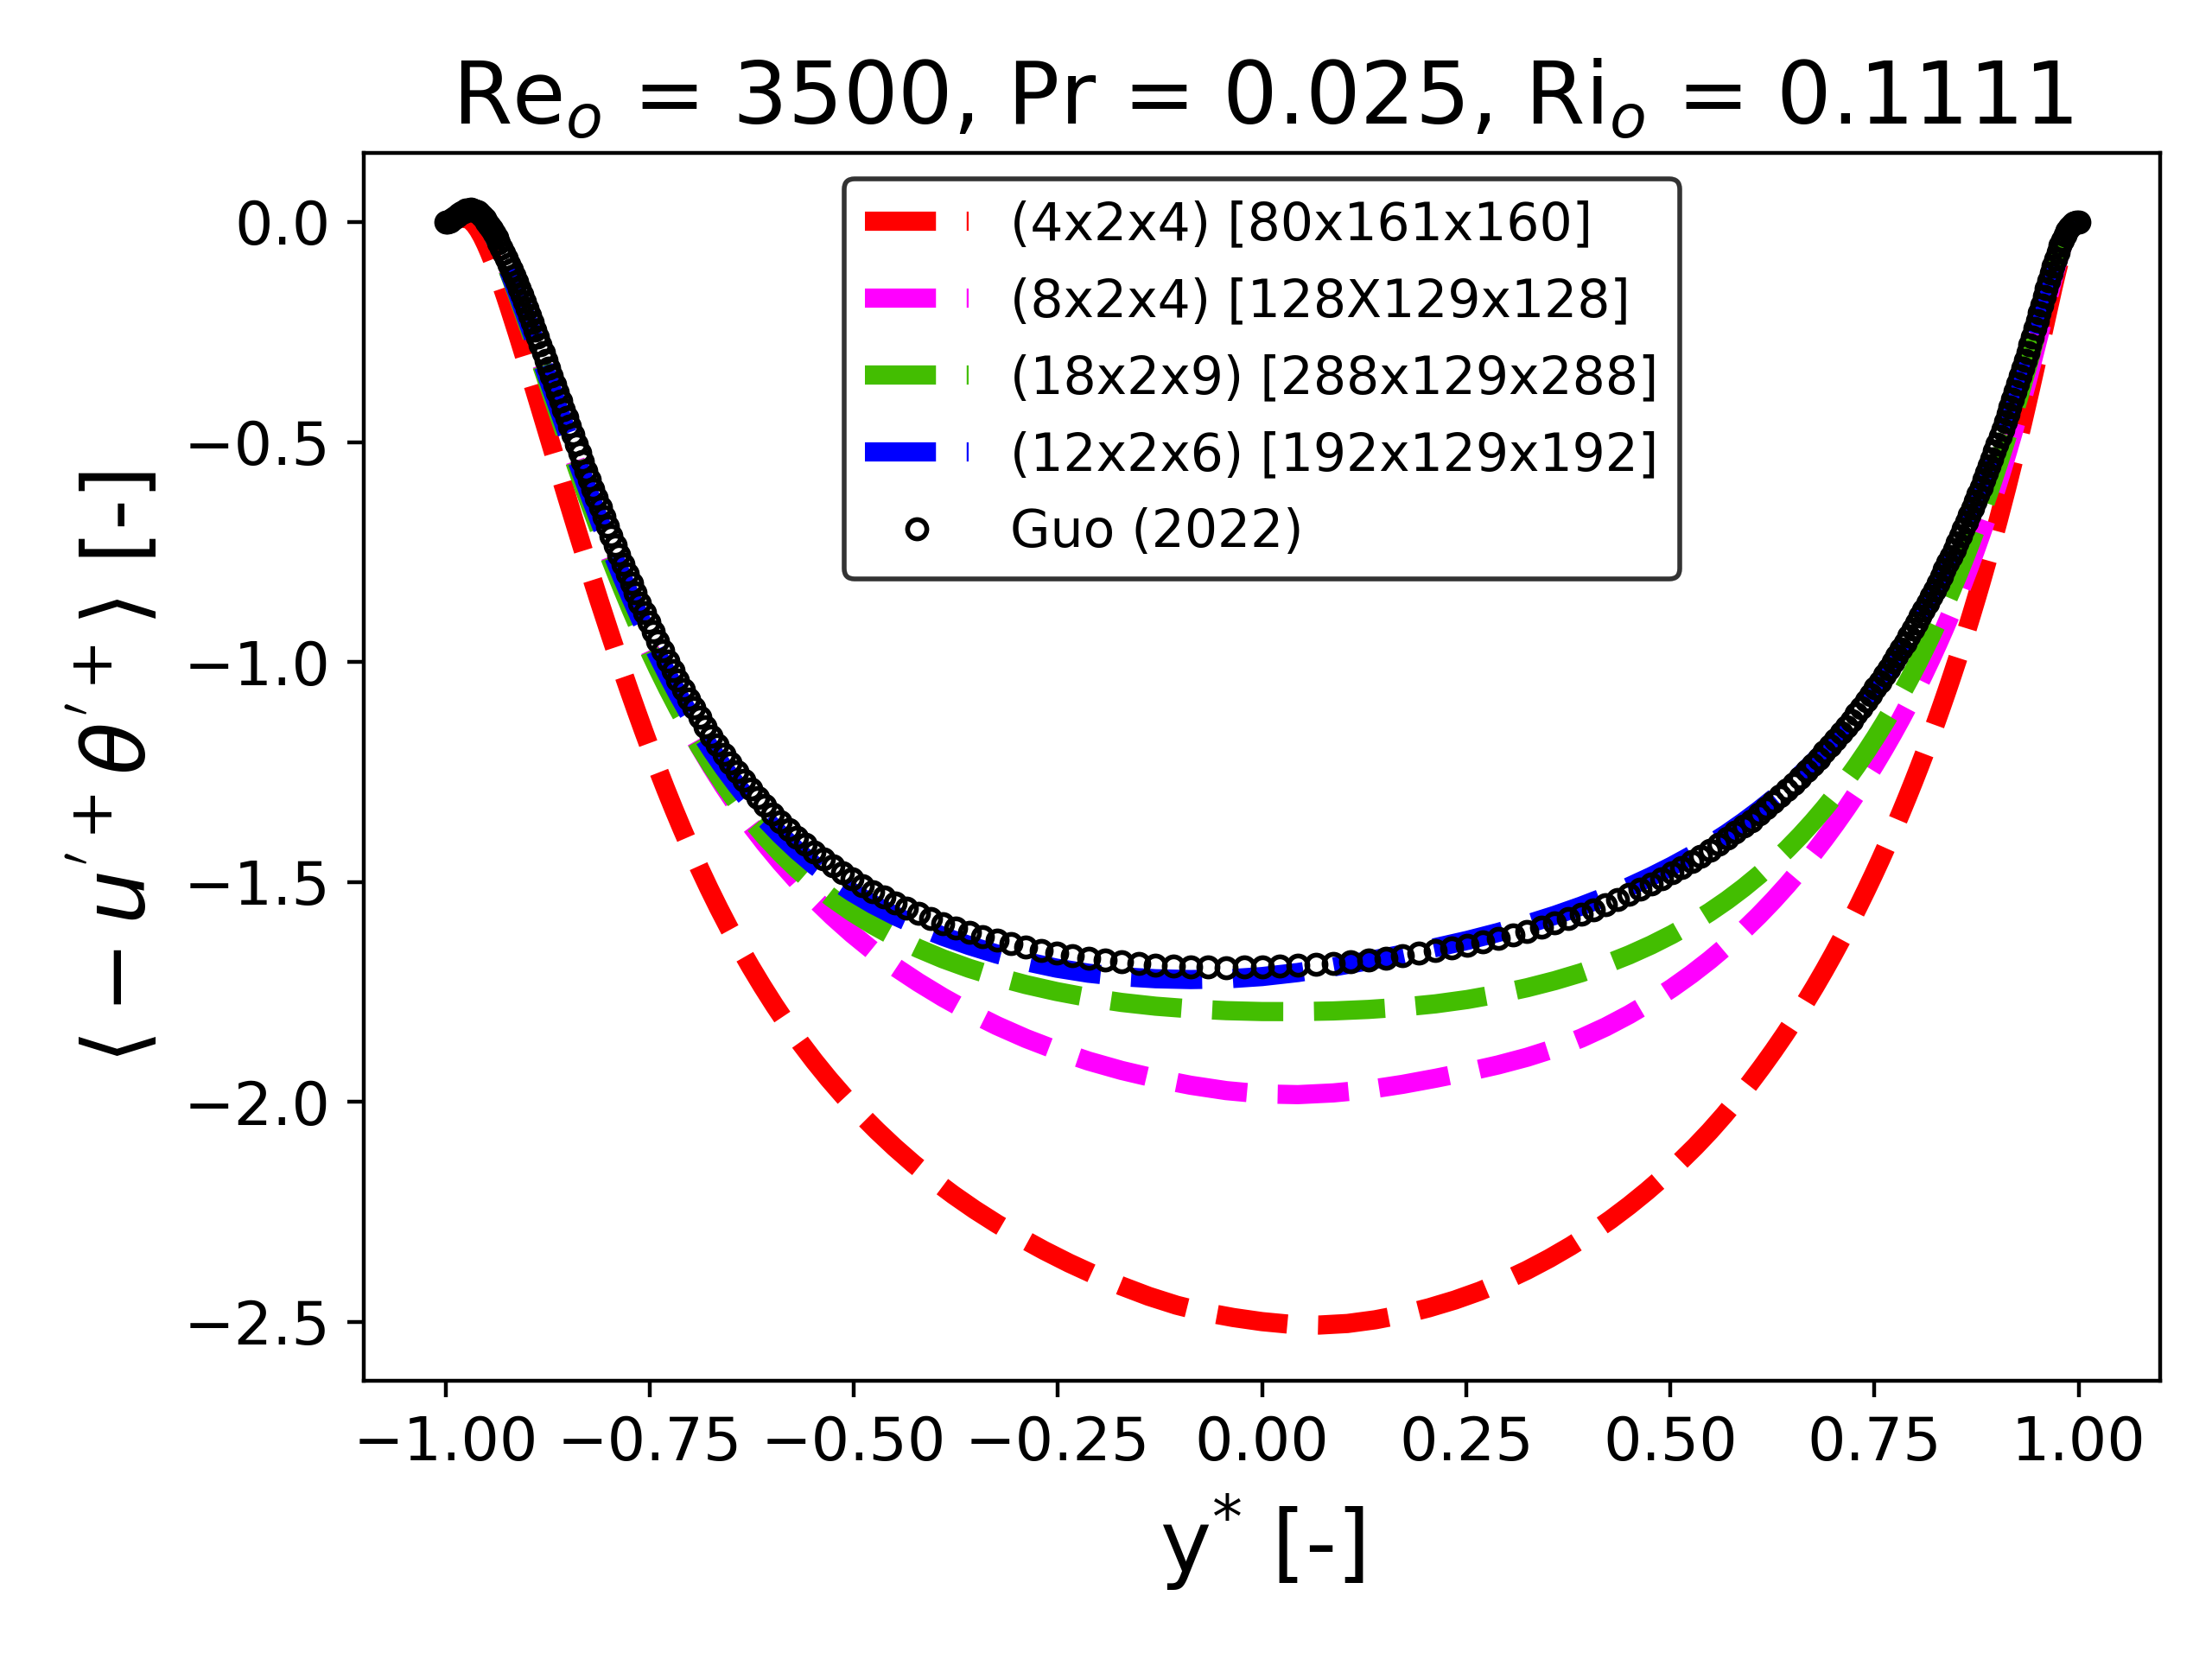 Re_o = 3500, Pr = 0.025, Ri_o = 0.1111
(4x2x4) [80x161x160]
(8x2x4) [128X129x128]
(18x2x9) [288x129x288]
(12x2x6) [192x129x192]
Guo (2022)
⟨ − u′⁺θ′⁺ ⟩ [-]
0.0
−0.5
−1.0
−1.5
−2.0
−2.5
−1.00 −0.75 −0.50 −0.25 0.00 0.25 0.50 0.75 1.00
y* [-]